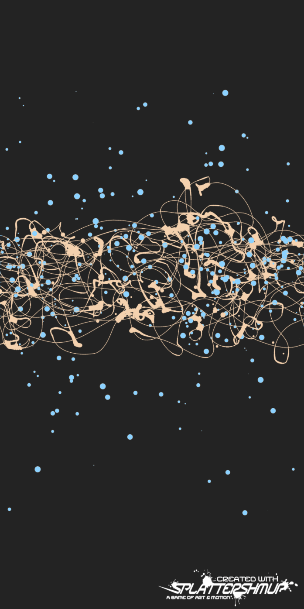 CREATED WITH
SPLATTERSHMUP
A GAME OF ART & MOTION